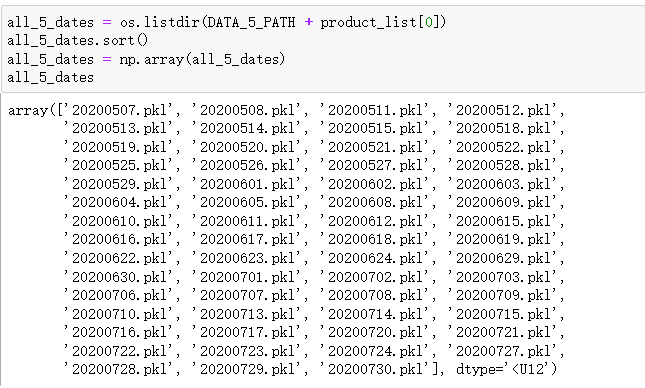 all_5_dates = os.listdir(DATA_5_PATH + product_list[0])
all_5_dates.sort()
all_5_dates = np.array(all_5_dates)
all_5_dates
array(['20200507.pkl', '20200508.pkl', '20200511.pkl', '20200512.pkl',
'20200513.pkl', '20200514.pkl', '20200515.pkl', '20200518.pkl',
'20200519.pkl', '20200520.pkl', '20200521.pkl', '20200522.pkl',
'20200525.pkl', '20200526.pkl', '20200527.pkl', '20200528.pkl',
'20200529.pkl', '20200601.pkl', '20200602.pkl', '20200603.pkl',
'20200604.pkl', '20200605.pkl', '20200608.pkl', '20200609.pkl',
'20200610.pkl', '20200611.pkl', '20200612.pkl', '20200615.pkl',
'20200616.pkl', '20200617.pkl', '20200618.pkl', '20200619.pkl',
'20200622.pkl', '20200623.pkl', '20200624.pkl', '20200629.pkl',
'20200630.pkl', '20200701.pkl', '20200702.pkl', '20200703.pkl',
'20200706.pkl', '20200707.pkl', '20200708.pkl', '20200709.pkl',
'20200710.pkl', '20200713.pkl', '20200714.pkl', '20200715.pkl',
'20200716.pkl', '20200717.pkl', '20200720.pkl', '20200721.pkl',
'20200722.pkl', '20200723.pkl', '20200724.pkl', '20200727.pkl',
'20200728.pkl', '20200729.pkl', '20200730.pkl'], dtype='<U12')